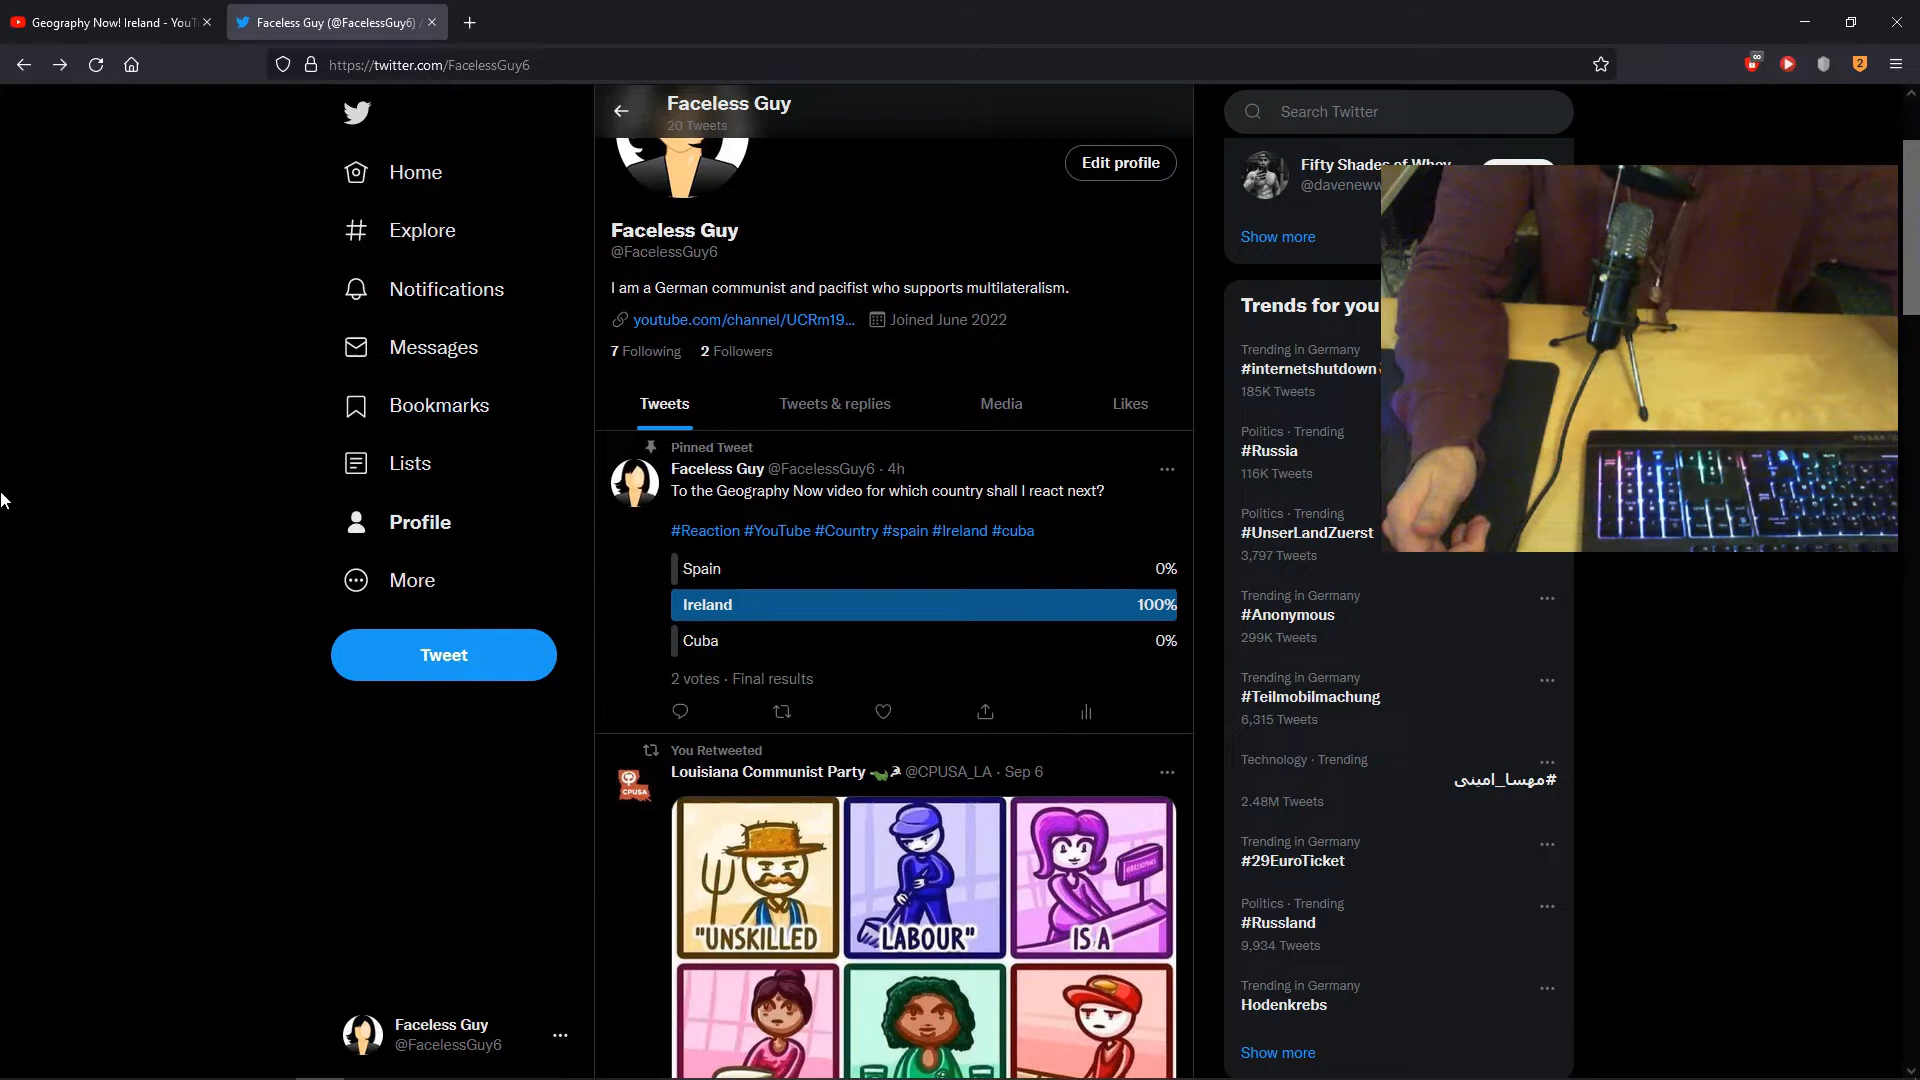 Geography Now! Ireland - YouT
Faceless Guy (@FacelessGuy6)
https://twitter.com/FacelessGuy6
2
Home
Explore
Notifications
Messages
Bookmarks
Lists
Profile
More
Tweet
Faceless Guy
@FacelessGuy6
Faceless Guy
20 Tweets
Edit profile
Faceless Guy
@FacelessGuy6
I am a German communist and pacifist who supports multilateralism.
youtube.com/channel/UCRm19...
Joined June 2022
7 Following
2 Followers
Tweets
Tweets & replies
Media
Likes
Pinned Tweet
Faceless Guy @FacelessGuy6 · 4h
To the Geography Now video for which country shall I react next?
#Reaction #YouTube #Country #spain #Ireland #cuba
Spain 0%
Ireland 100%
Cuba 0%
2 votes · Final results
You Retweeted
Louisiana Communist Party @CPUSA_LA · Sep 6
CPUSA
"UNSKILLED
LABOUR"
IS A
Search Twitter
Fifty Shades of Whey
@daveneww
Show more
Trends for you
Trending in Germany
#internetshutdown
185K Tweets
Politics · Trending
#Russia
116K Tweets
Politics · Trending
#UnserLandZuerst
3,797 Tweets
Trending in Germany
#Anonymous
299K Tweets
Trending in Germany
#Teilmobilmachung
6,315 Tweets
Technology · Trending
#مهسا_امینی
2.48M Tweets
Trending in Germany
#29EuroTicket
Politics · Trending
#Russland
9,934 Tweets
Trending in Germany
Hodenkrebs
Show more